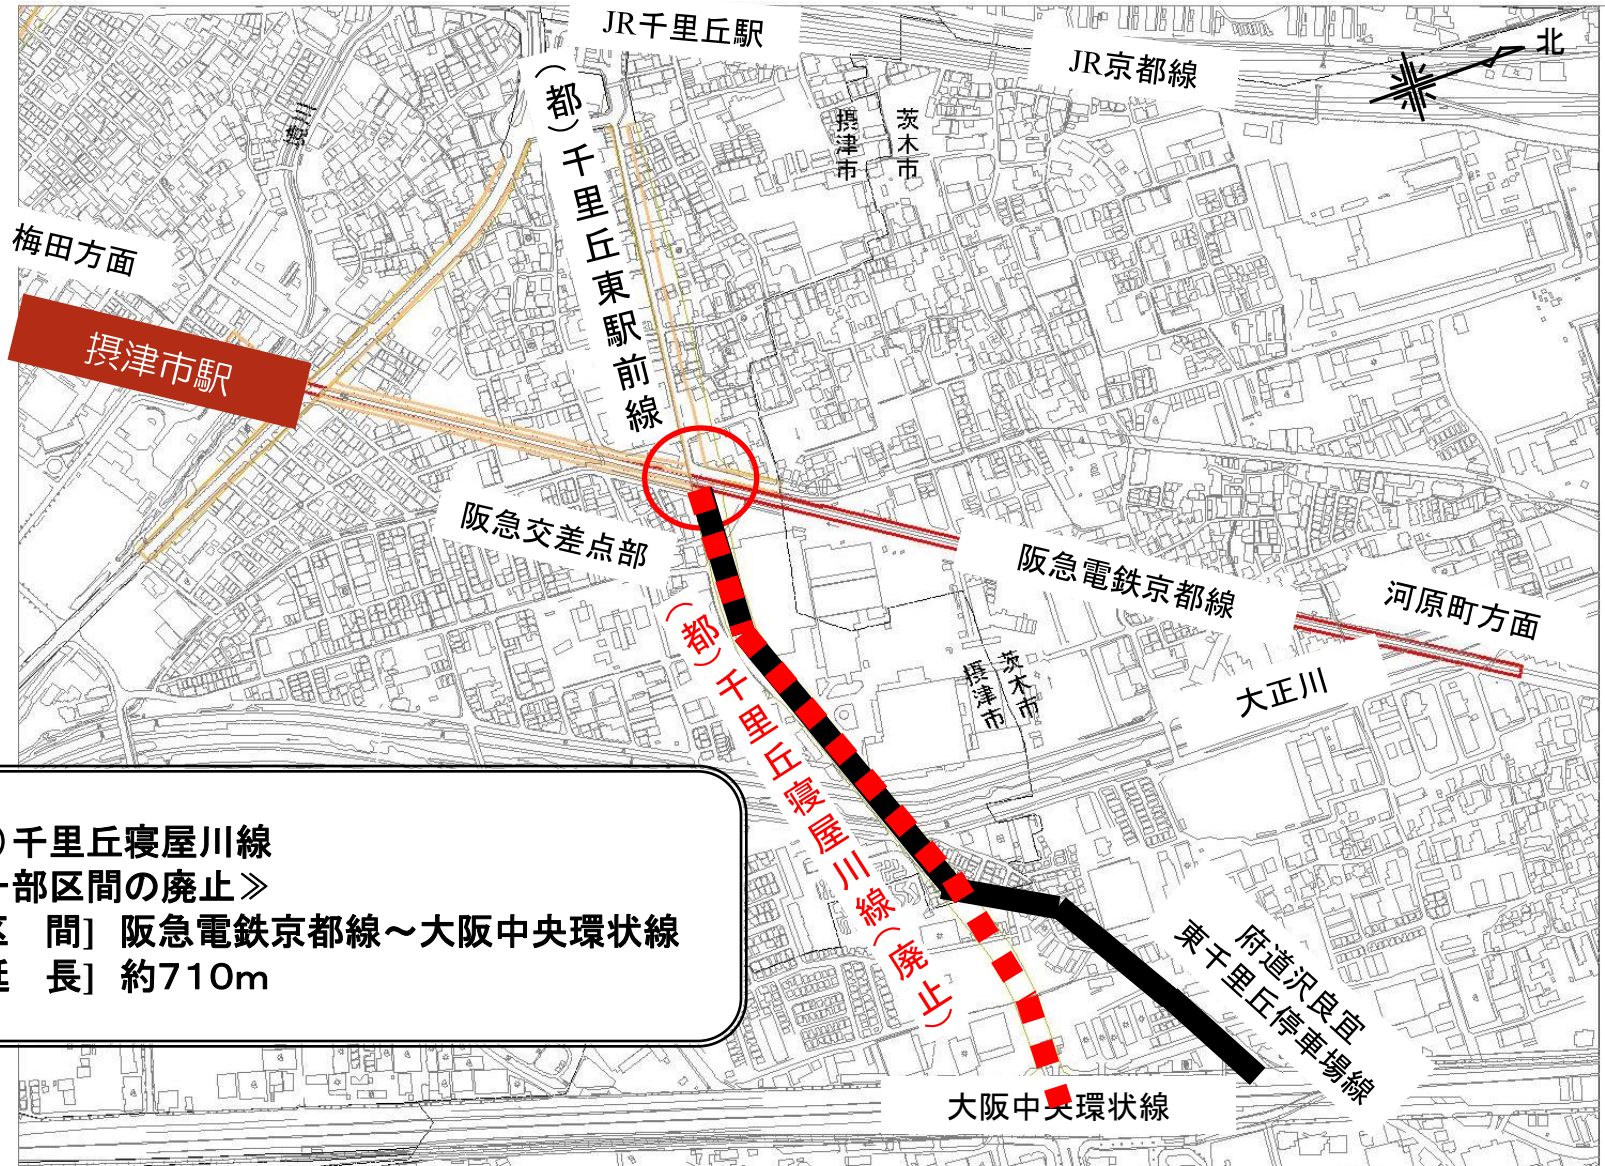 JR千里丘駅
JR京都線
北
境川
(都)千里丘東駅前線
摂津市
茨木市
梅田方面
摂津市駅
阪急交差点部
阪急電鉄京都線
河原町方面
(都)千里丘寝屋川線(廃止)
茨木市
摂津市
大正川
)千里丘寝屋川線
一部区間の廃止≫
区　間] 阪急電鉄京都線～大阪中央環状線
延　長] 約710m
府道沢良宜
東千里丘停車場線
大阪中央環状線